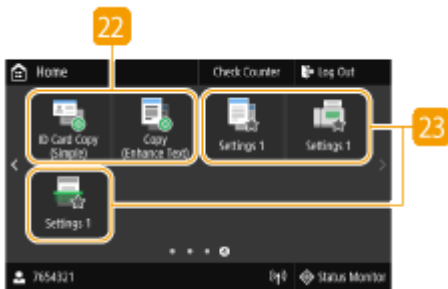 22
Home
Check Counter
Log Out
ID Card Copy
(Simple)
Copy
(Enhance Text)
Settings 1
Settings 1
23
Settings 1
7654321
Status Monitor